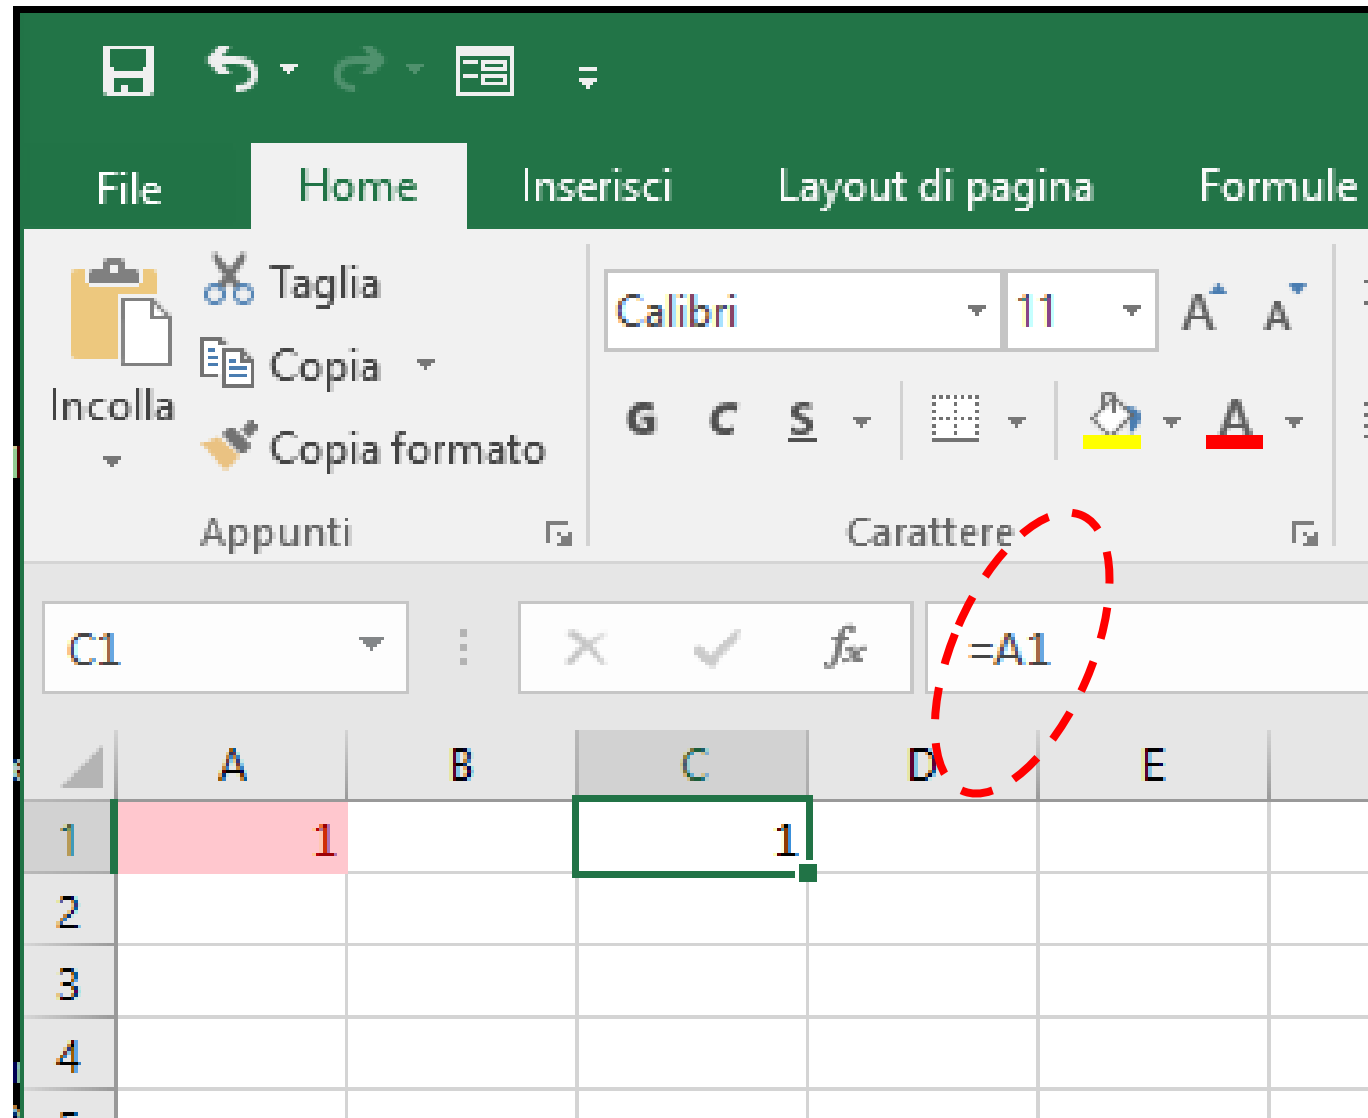 File Home Inserisci Layout di pagina Formule
Taglia
Copia
Incolla
Copia formato
Calibri 11 A A
G C S A
Appunti Carattere
C1 fx =A1
A B C D E
1 1 1
2
3
4